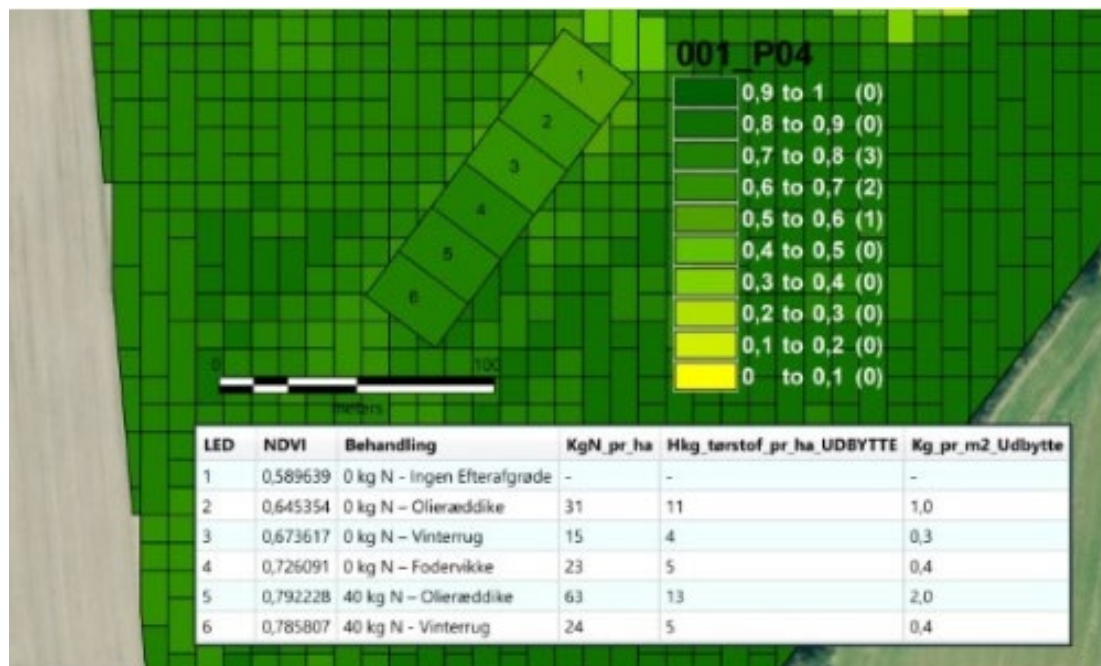 1
2
3
4
5
6
001_P04
0,9 to 1 (0)
0,8 to 0,9 (0)
0,7 to 0,8 (3)
0,6 to 0,7 (2)
0,5 to 0,6 (1)
0,4 to 0,5 (0)
0,3 to 0,4 (0)
0,2 to 0,3 (0)
0,1 to 0,2 (0)
0 to 0,1 (0)
0 100
meters
LED NDVI Behandling KgN_pr_ha Hkg_tørstof_pr_ha_UDBYTTE Kg_pr_m2_Udbytte
1 0,589639 0 kg N - Ingen Efterafgrøde - - -
2 0,645354 0 kg N – Olieræddike 31 11 1,0
3 0,673617 0 kg N – Vinterrug 15 4 0,3
4 0,726091 0 kg N – Fodervikke 23 5 0,4
5 0,792228 40 kg N – Olieræddike 63 13 2,0
6 0,785807 40 kg N - Vinterrug 24 5 0,4